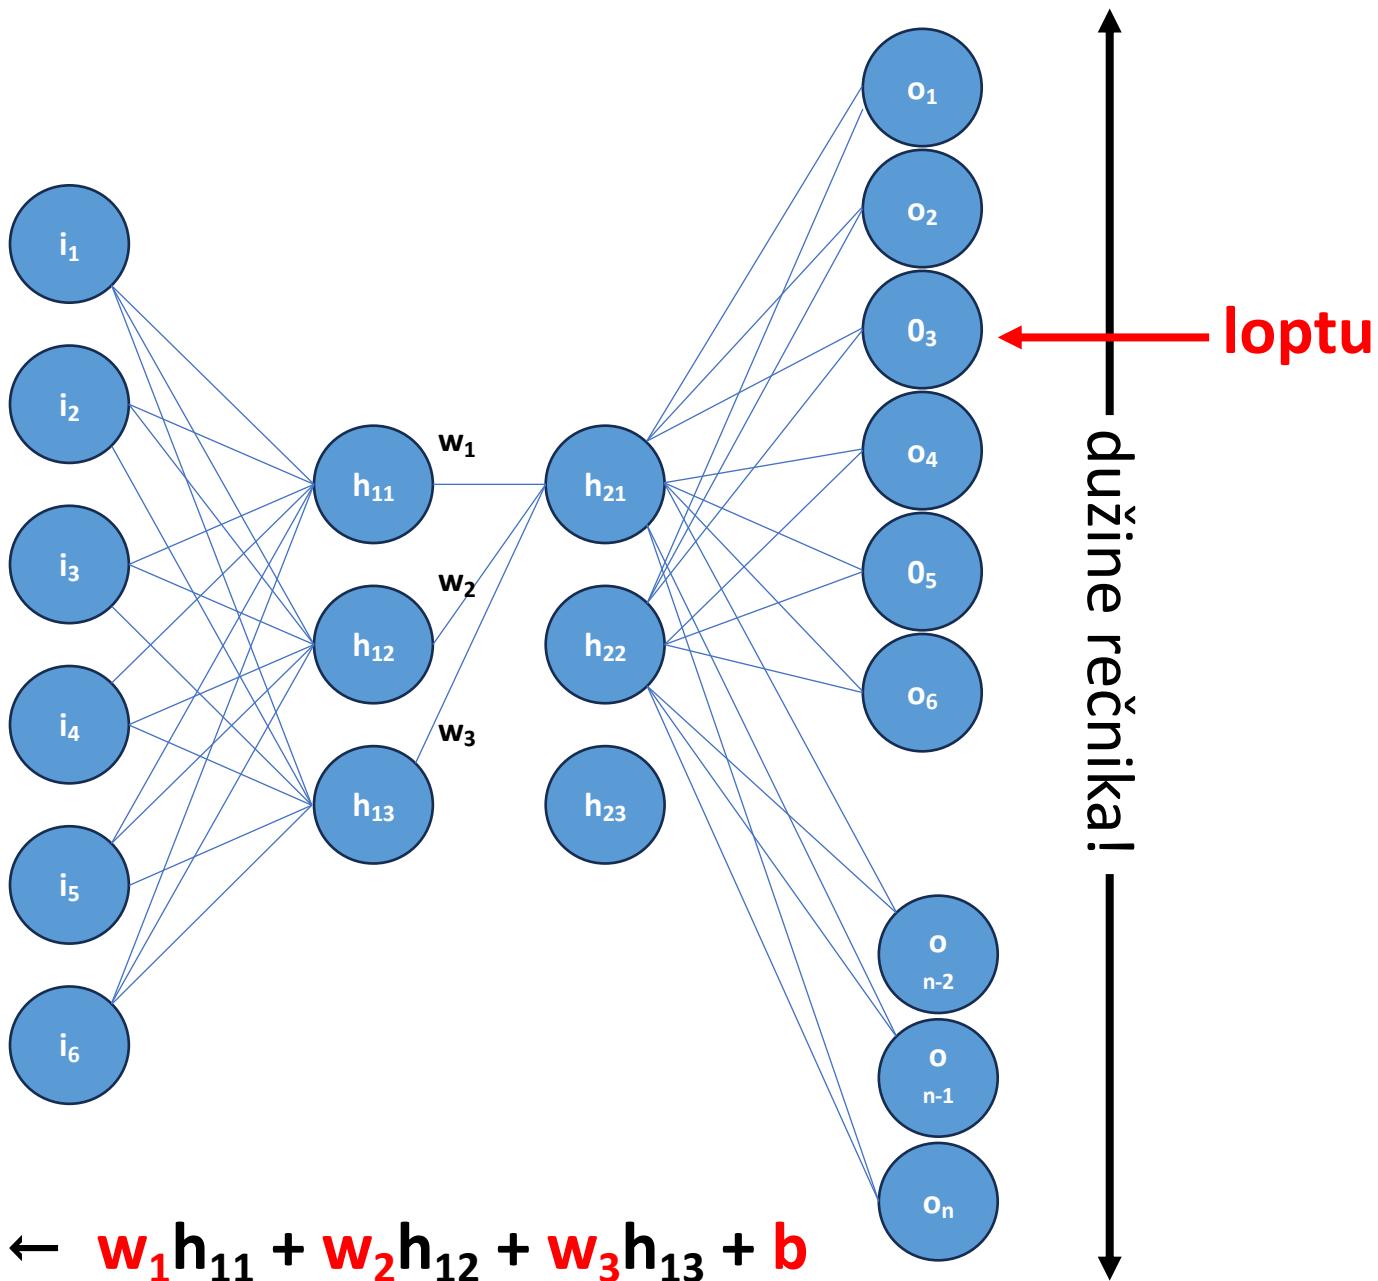 i₁
i₂
i₃
i₄
i₅
i₆
h₁₁
h₁₂
h₁₃
w₁
w₂
w₃
h₂₁
h₂₂
h₂₃
o₁
o₂
0₃
o₄
0₅
o₆
o
n-2
o
n-1
oₙ
loptu
dužine rečnika!
← w₁h₁₁ + w₂h₁₂ + w₃h₁₃ + b